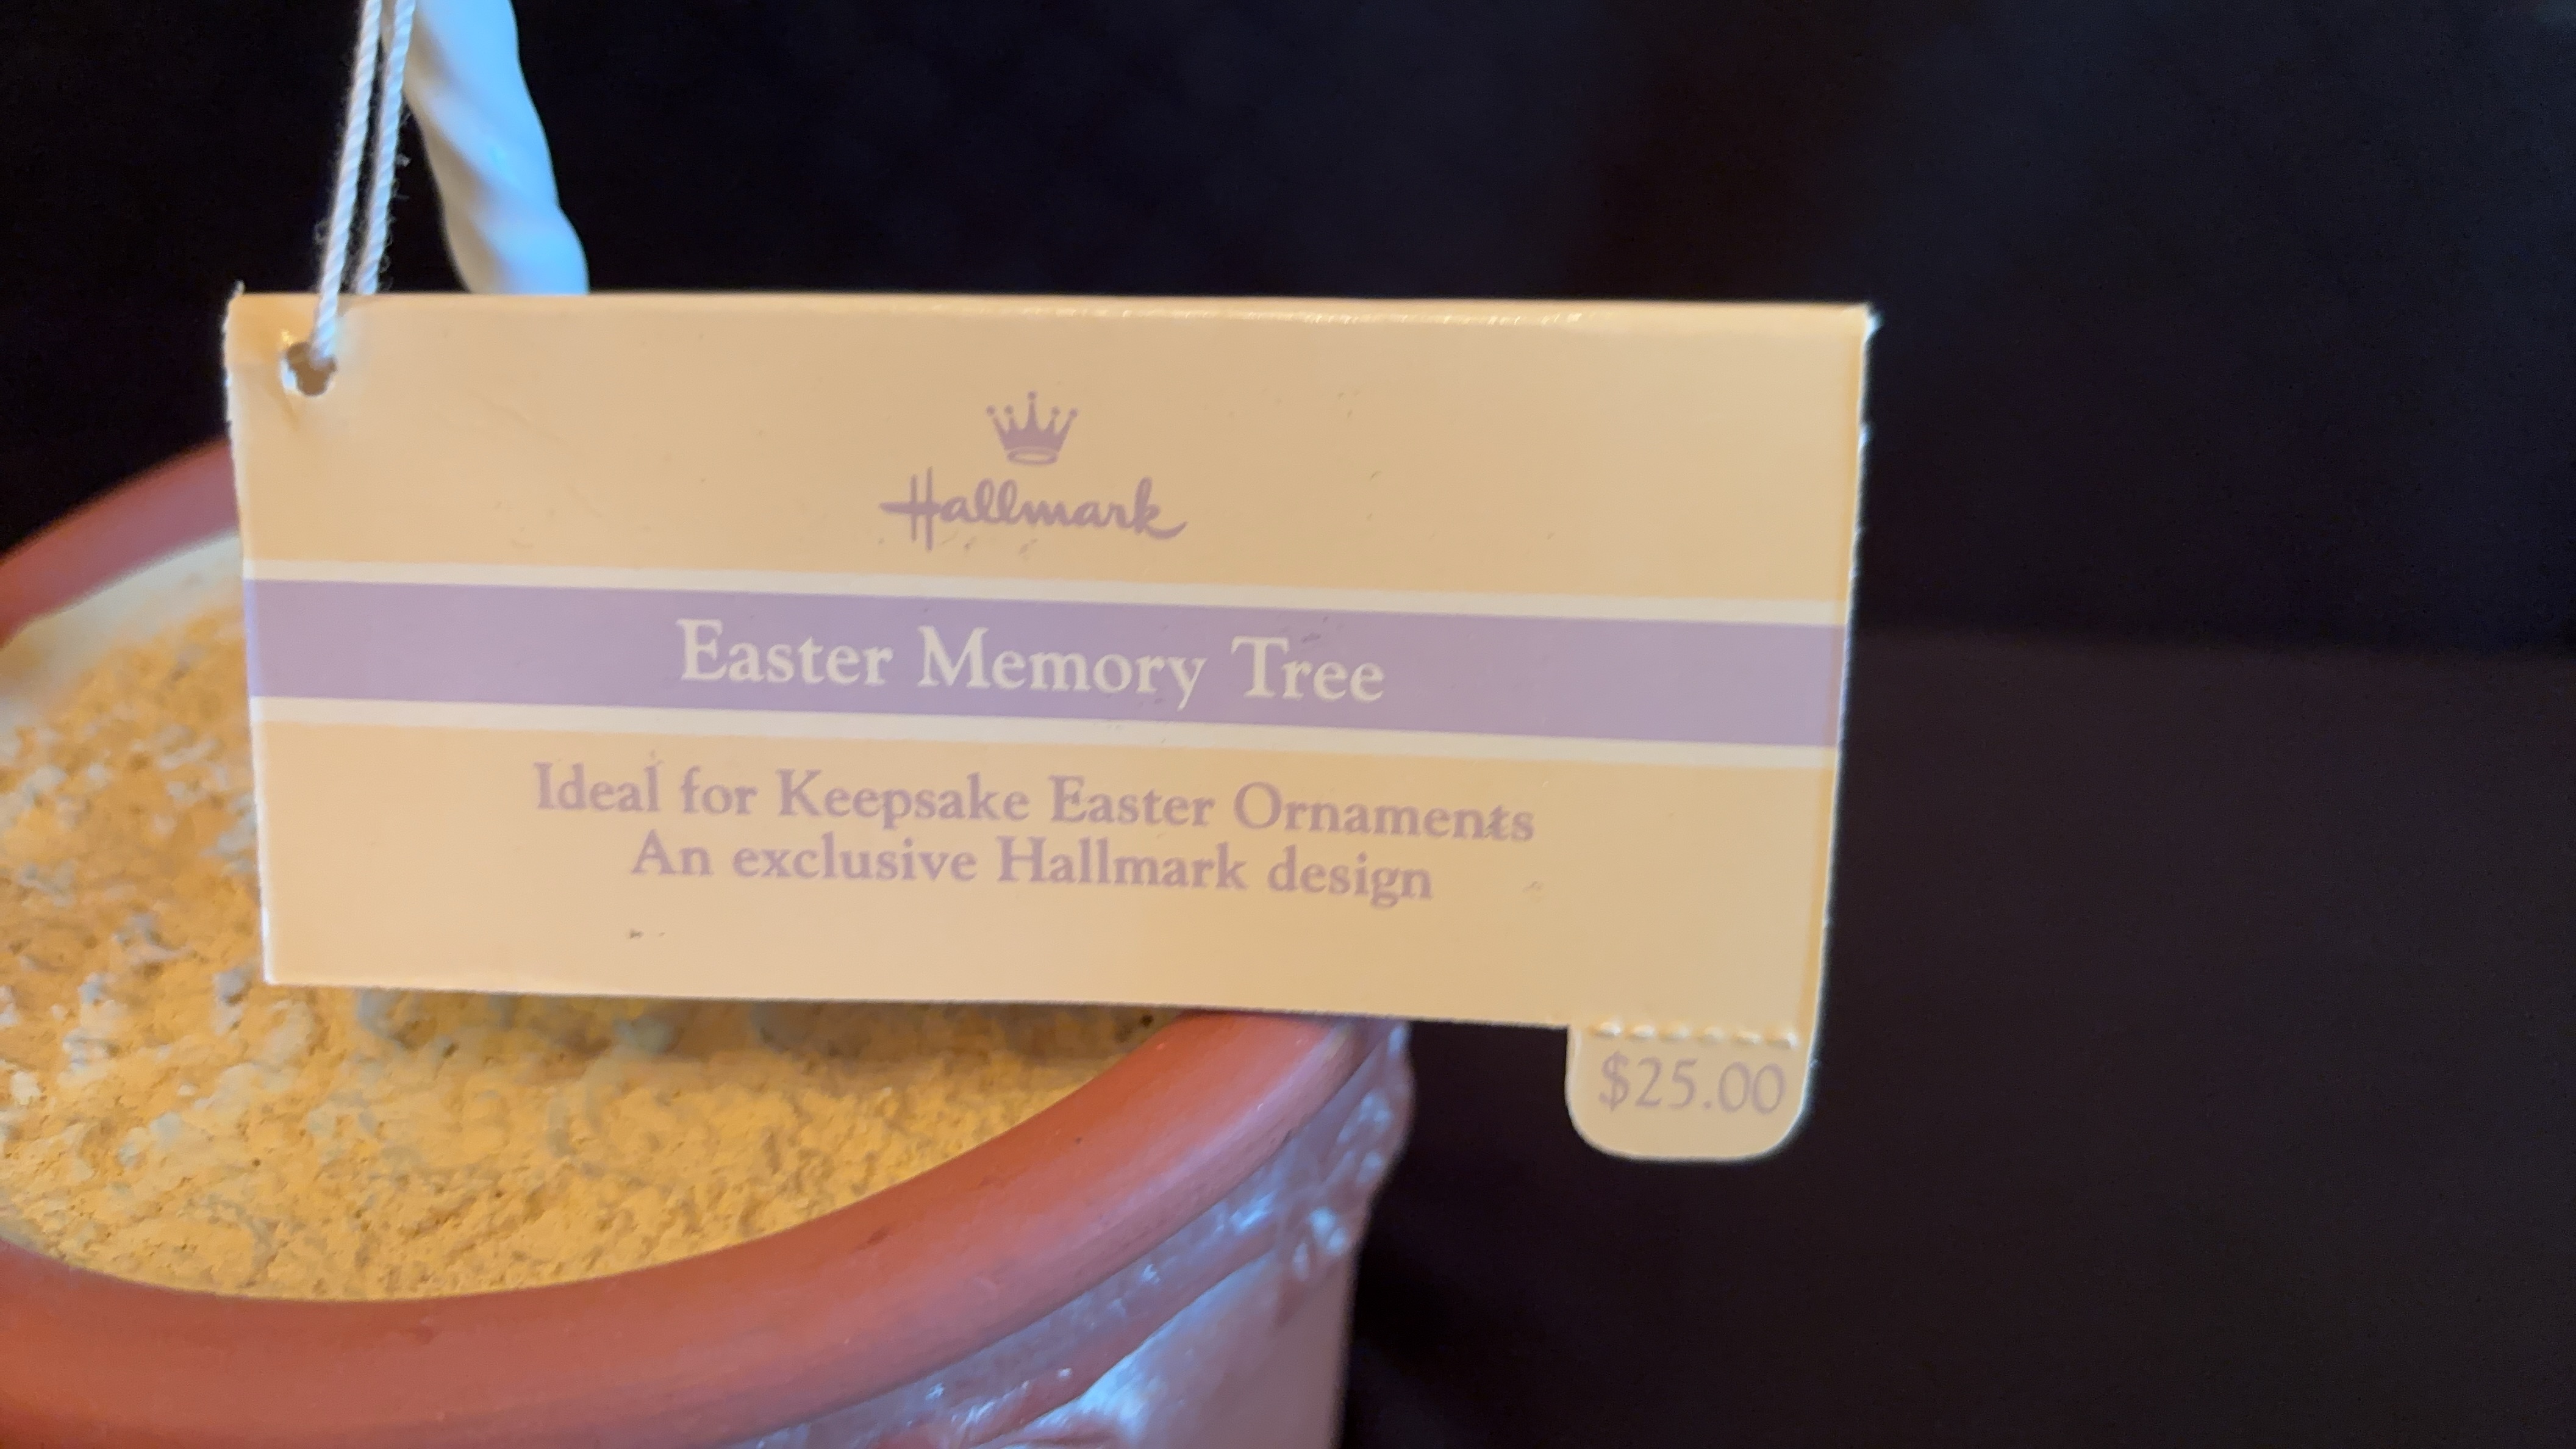 Hallmark
Easter Memory Tree
Ideal for Keepsake Easter Ornaments
An exclusive Hallmark design
$25.00